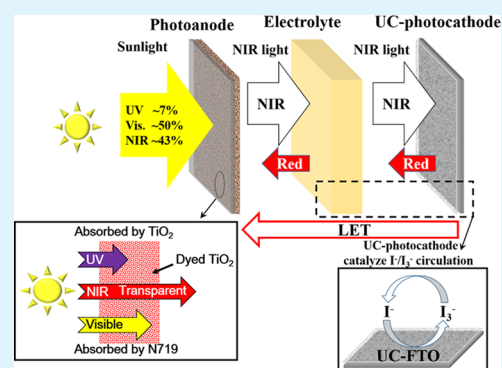 Photoanode
Electrolyte
UC-photocathode
Sunlight
NIR light
NIR light
UV ~7%
Vis. ~50%
NIR ~43%
NIR
NIR
Red
Red
LET
UC-photocathode
catalyze I⁻/I₃⁻ circulation
Absorbed by TiO₂
Dyed TiO₂
UV
NIR Transparent
Visible
Absorbed by N719
I⁻
I₃⁻
UC-FTO